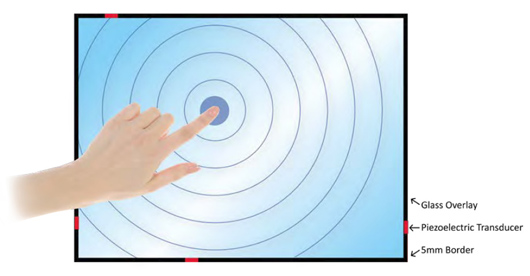 Glass Overlay
Piezoelectric Transducer
5mm Border